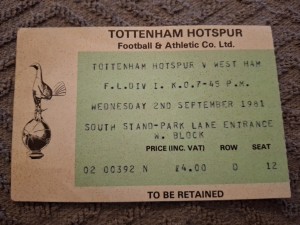 TOTTENHAM HOTSPUR
Football & Athletic Co. Ltd.
TOTTENHAM HOTSPUR V WEST HAM
F.L.DIV 1. K.O.7-45 P.M.
WEDNESDAY 2ND SEPTEMBER 1981
SOUTH STAND-PARK LANE ENTRANCE
W. BLOCK
PRICE (INC. VAT) ROW SEAT
02 00392 N £4.00 O 12
TO BE RETAINED